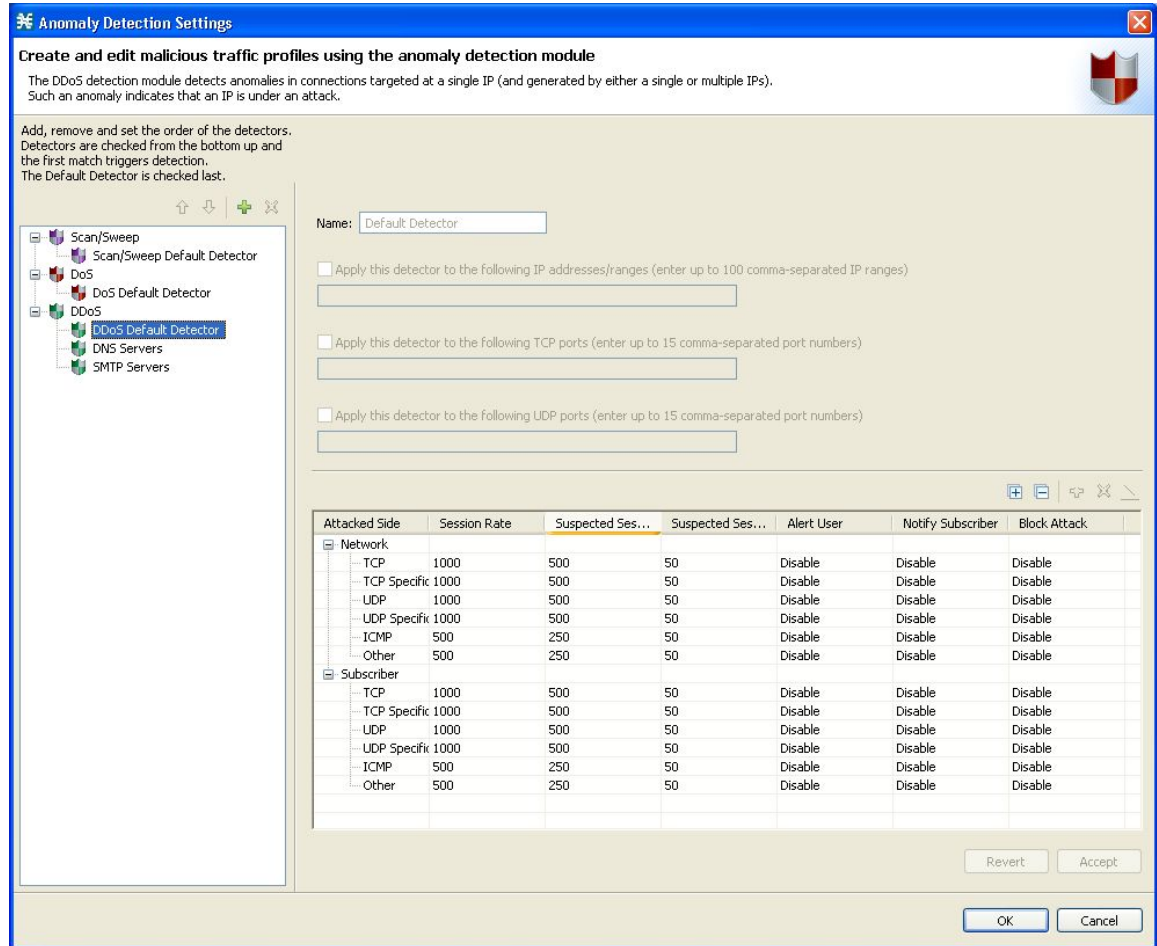 Anomaly Detection Settings
Create and edit malicious traffic profiles using the anomaly detection module
The DDoS detection module detects anomalies in connections targeted at a single IP (and generated by either a single or multiple IPs).
Such an anomaly indicates that an IP is under an attack.
Add, remove and set the order of the detectors.
Detectors are checked from the bottom up and
the first match triggers detection.
The Default Detector is checked last.
Scan/Sweep
Scan/Sweep Default Detector
DoS
DoS Default Detector
DDoS
DDoS Default Detector
DNS Servers
SMTP Servers
Name: Default Detector
Apply this detector to the following IP addresses/ranges (enter up to 100 comma-separated IP ranges)
Apply this detector to the following TCP ports (enter up to 15 comma-separated port numbers)
Apply this detector to the following UDP ports (enter up to 15 comma-separated port numbers)
Attacked Side Session Rate Suspected Ses... Suspected Ses... Alert User Notify Subscriber Block Attack
Network
TCP 1000 500 50 Disable Disable Disable
TCP Specific 1000 500 50 Disable Disable Disable
UDP 1000 500 50 Disable Disable Disable
UDP Specific 1000 500 50 Disable Disable Disable
ICMP 500 250 50 Disable Disable Disable
Other 500 250 50 Disable Disable Disable
Subscriber
TCP 1000 500 50 Disable Disable Disable
TCP Specific 1000 500 50 Disable Disable Disable
UDP 1000 500 50 Disable Disable Disable
UDP Specific 1000 500 50 Disable Disable Disable
ICMP 500 250 50 Disable Disable Disable
Other 500 250 50 Disable Disable Disable
Revert Accept
OK Cancel